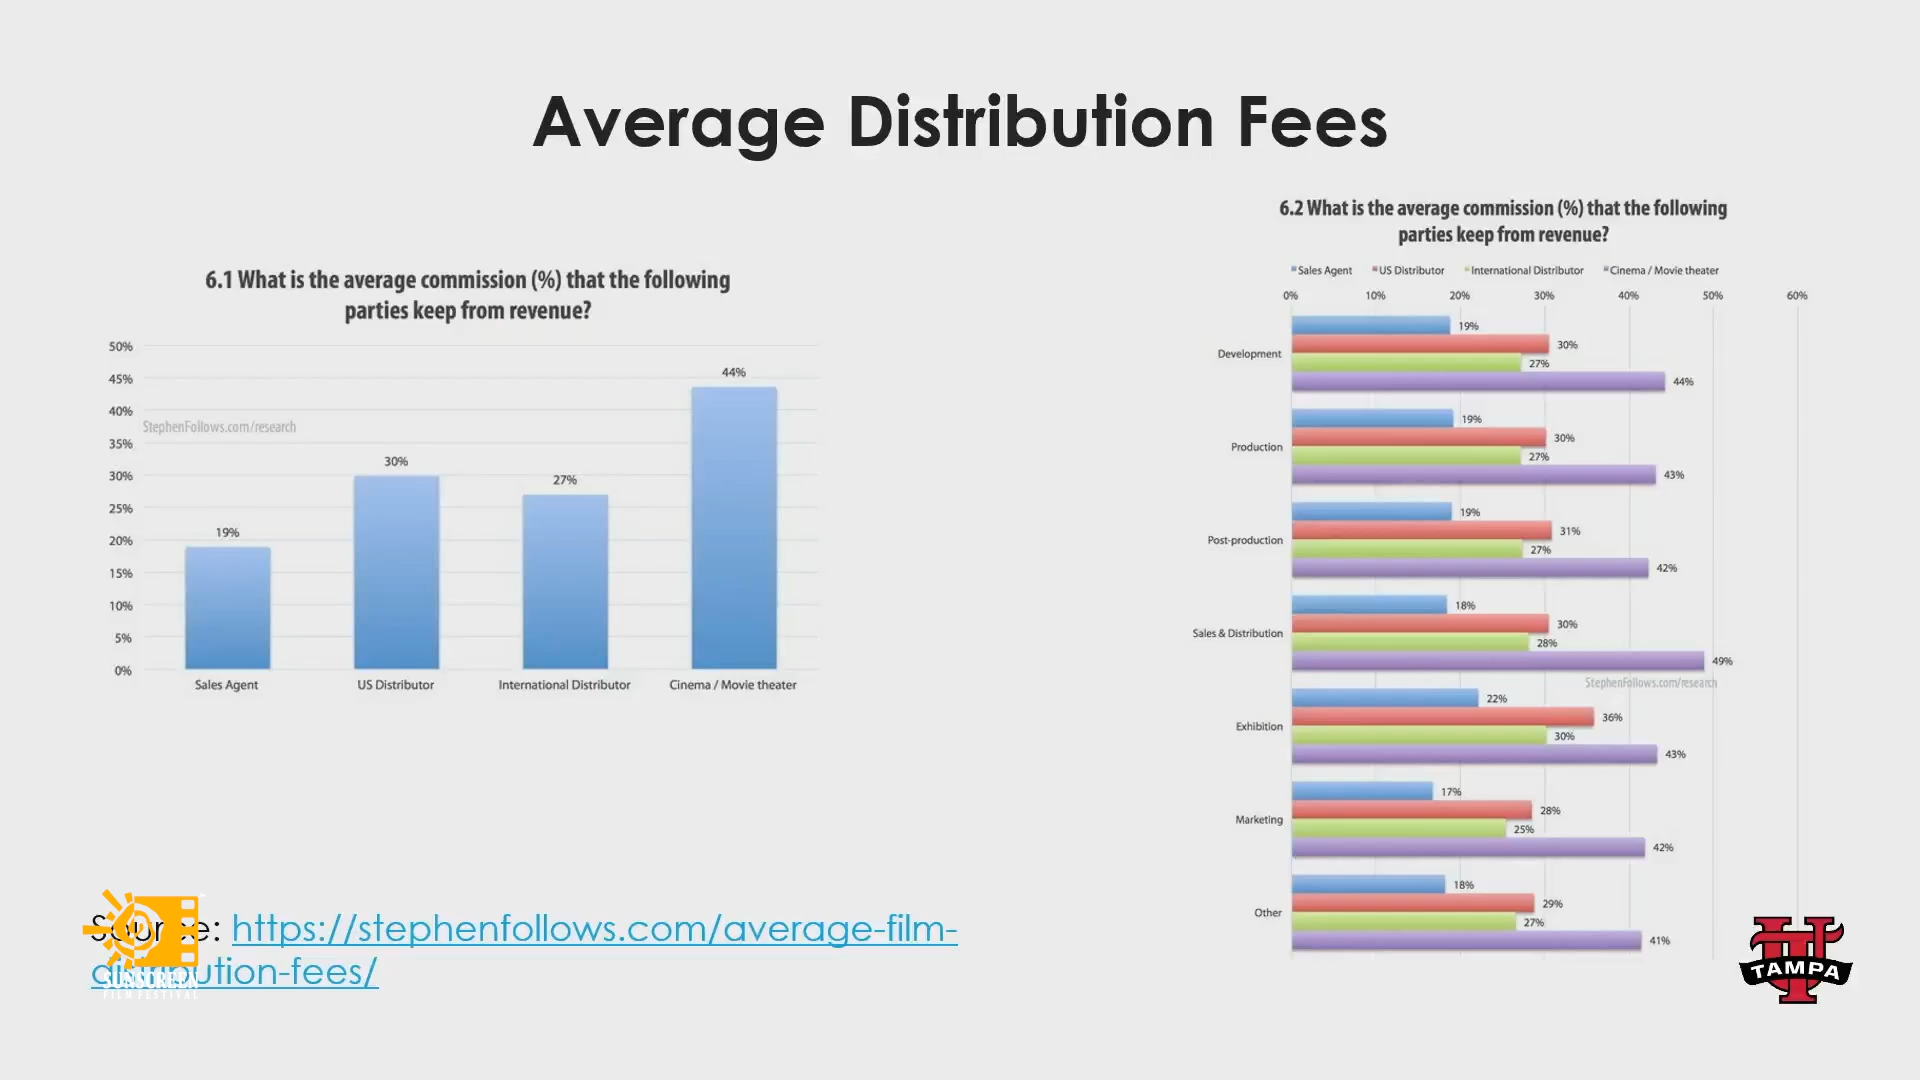 Average Distribution Fees
6.1 What is the average commission (%) that the following
parties keep from revenue?
50%
45%
40%
35%
30%
25%
20%
15%
10%
5%
0%
StephenFollows.com/research
19%
30%
27%
44%
Sales Agent
US Distributor
International Distributor
Cinema / Movie theater
6.2 What is the average commission (%) that the following
parties keep from revenue?
Sales Agent US Distributor International Distributor Cinema / Movie theater
0% 10% 20% 30% 40% 50% 60%
Development
19%
30%
27%
44%
Production
19%
30%
27%
43%
Post-production
19%
31%
27%
42%
Sales & Distribution
18%
30%
28%
49%
StephenFollows.com/research
Exhibition
22%
36%
30%
43%
Marketing
17%
28%
25%
42%
Other
18%
29%
27%
41%
Source: https://stephenfollows.com/average-film-
distribution-fees/
SUNSCREEN
FILM FESTIVAL
TAMPA